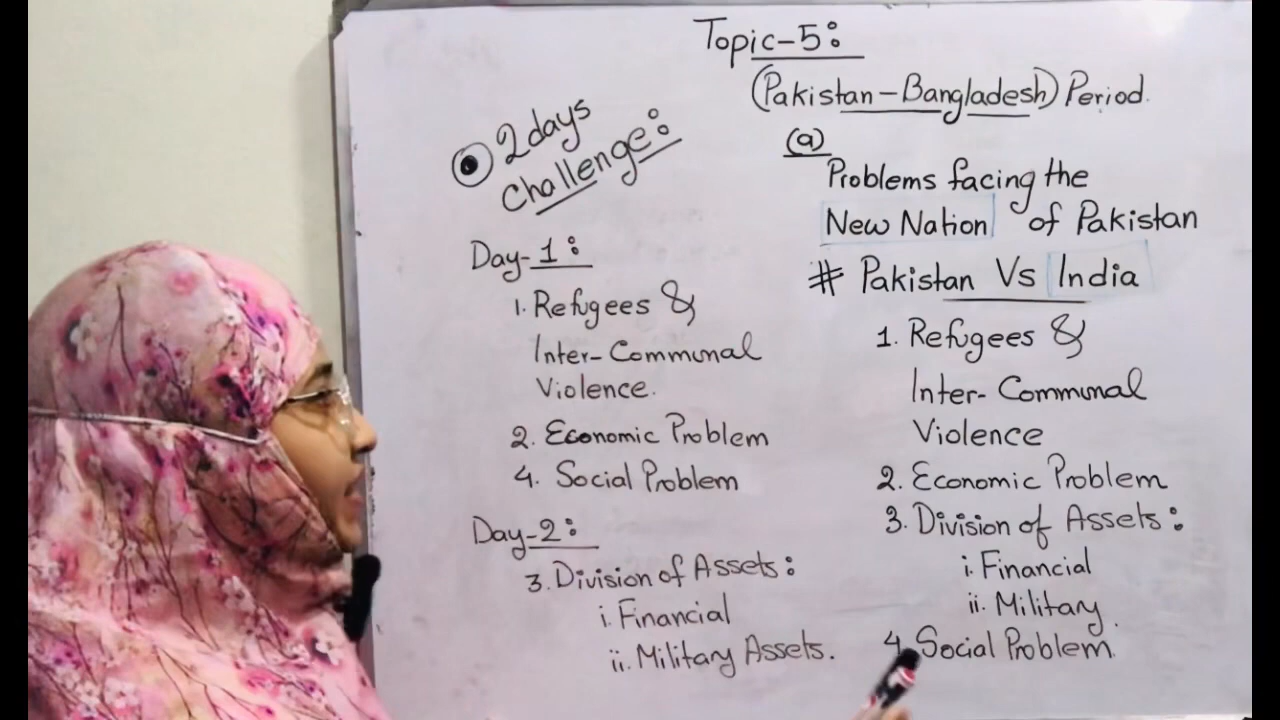 Topic-5:
(Pakistan-Bangladesh) Period.
(a)
Problems facing the
New Nation of Pakistan
# Pakistan Vs India
1. Refugees &
Inter-Communal
Violence
2. Economic Problem
3. Division of Assets:
i. Financial
ii. Military.
4. Social Problem.
2 days
Challenge:
Day-1:
1. Refugees &
Inter-Communal
Violence.
2. Economic Problem
4. Social Problem
Day-2:
3. Division of Assets:
i. Financial
ii. Military Assets.